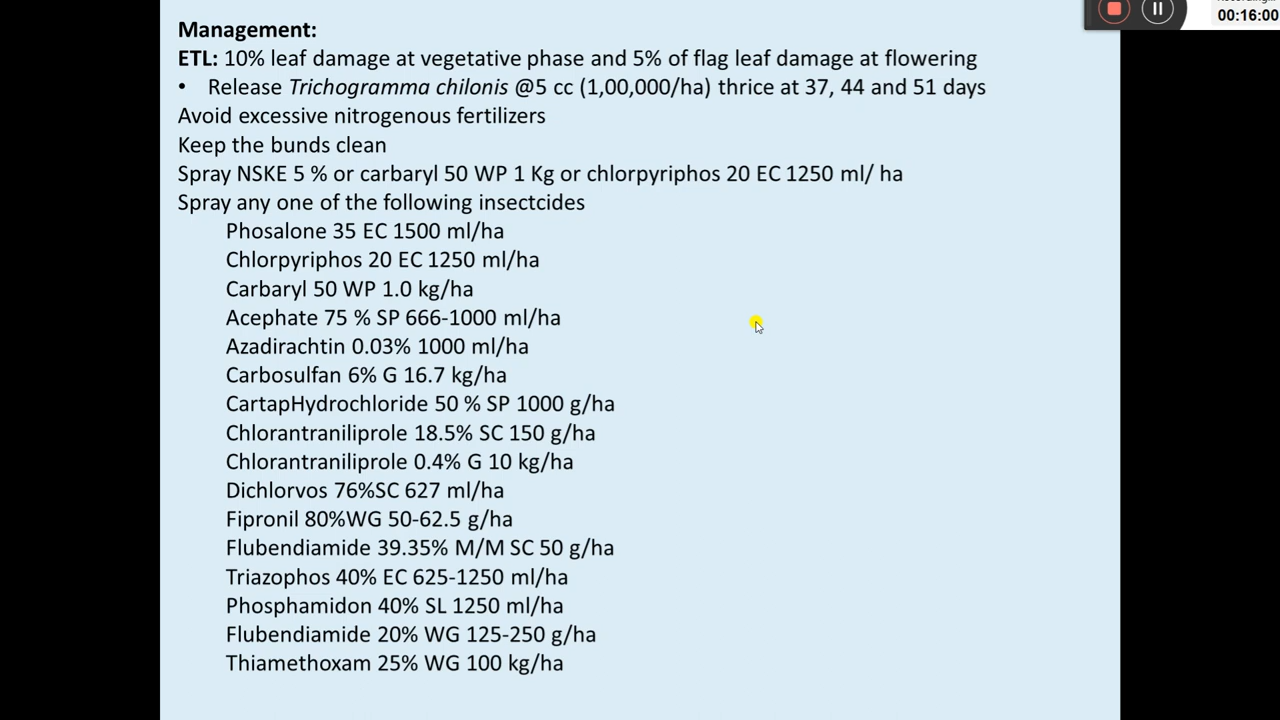 00:16:00
Management:
ETL: 10% leaf damage at vegetative phase and 5% of flag leaf damage at flowering
• Release Trichogramma chilonis @5 cc (1,00,000/ha) thrice at 37, 44 and 51 days
Avoid excessive nitrogenous fertilizers
Keep the bunds clean
Spray NSKE 5 % or carbaryl 50 WP 1 Kg or chlorpyriphos 20 EC 1250 ml/ ha
Spray any one of the following insectcides
Phosalone 35 EC 1500 ml/ha
Chlorpyriphos 20 EC 1250 ml/ha
Carbaryl 50 WP 1.0 kg/ha
Acephate 75 % SP 666-1000 ml/ha
Azadirachtin 0.03% 1000 ml/ha
Carbosulfan 6% G 16.7 kg/ha
CartapHydrochloride 50 % SP 1000 g/ha
Chlorantraniliprole 18.5% SC 150 g/ha
Chlorantraniliprole 0.4% G 10 kg/ha
Dichlorvos 76%SC 627 ml/ha
Fipronil 80%WG 50-62.5 g/ha
Flubendiamide 39.35% M/M SC 50 g/ha
Triazophos 40% EC 625-1250 ml/ha
Phosphamidon 40% SL 1250 ml/ha
Flubendiamide 20% WG 125-250 g/ha
Thiamethoxam 25% WG 100 kg/ha